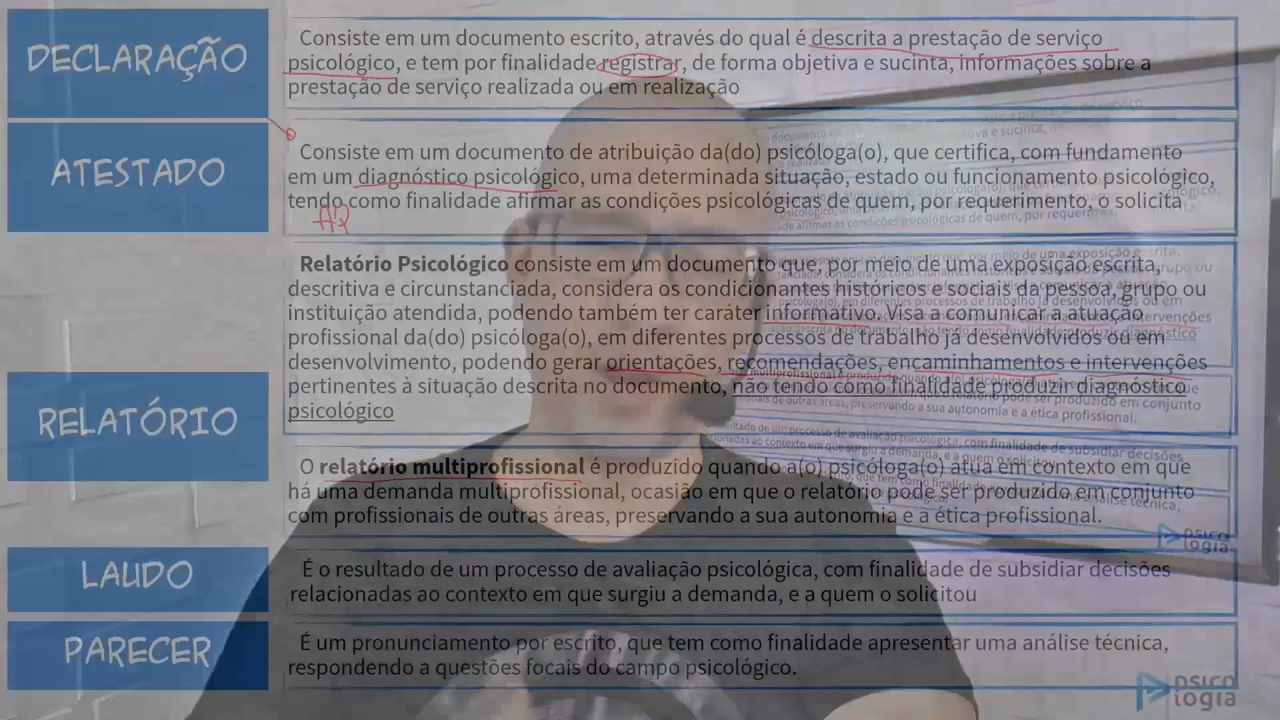 DECLARAÇÃO
Consiste em um documento escrito, através do qual é descrita a prestação de serviço
psicológico, e tem por finalidade registrar, de forma objetiva e sucinta, informações sobre a
prestação de serviço realizada ou em realização
ATESTADO
Consiste em um documento de atribuição da(do) psicóloga(o), que certifica, com fundamento
em um diagnóstico psicológico, uma determinada situação, estado ou funcionamento psicológico,
tendo como finalidade afirmar as condições psicológicas de quem, por requerimento, o solicita
RELATÓRIO
Relatório Psicológico consiste em um documento que, por meio de uma exposição escrita,
descritiva e circunstanciada, considera os condicionantes históricos e sociais da pessoa, grupo ou
instituição atendida, podendo também ter caráter informativo. Visa a comunicar a atuação
profissional da(do) psicóloga(o), em diferentes processos de trabalho já desenvolvidos ou em
desenvolvimento, podendo gerar orientações, recomendações, encaminhamentos e intervenções
pertinentes à situação descrita no documento, não tendo como finalidade produzir diagnóstico
psicológico
O relatório multiprofissional é produzido quando a(o) psicóloga(o) atua em contexto em que
há uma demanda multiprofissional, ocasião em que o relatório pode ser produzido em conjunto
com profissionais de outras áreas, preservando a sua autonomia e a ética profissional.
LAUDO
É o resultado de um processo de avaliação psicológica, com finalidade de subsidiar decisões
relacionadas ao contexto em que surgiu a demanda, e a quem o solicitou
PARECER
É um pronunciamento por escrito, que tem como finalidade apresentar uma análise técnica,
respondendo a questões focais do campo psicológico.
psico
logia
psico
logia